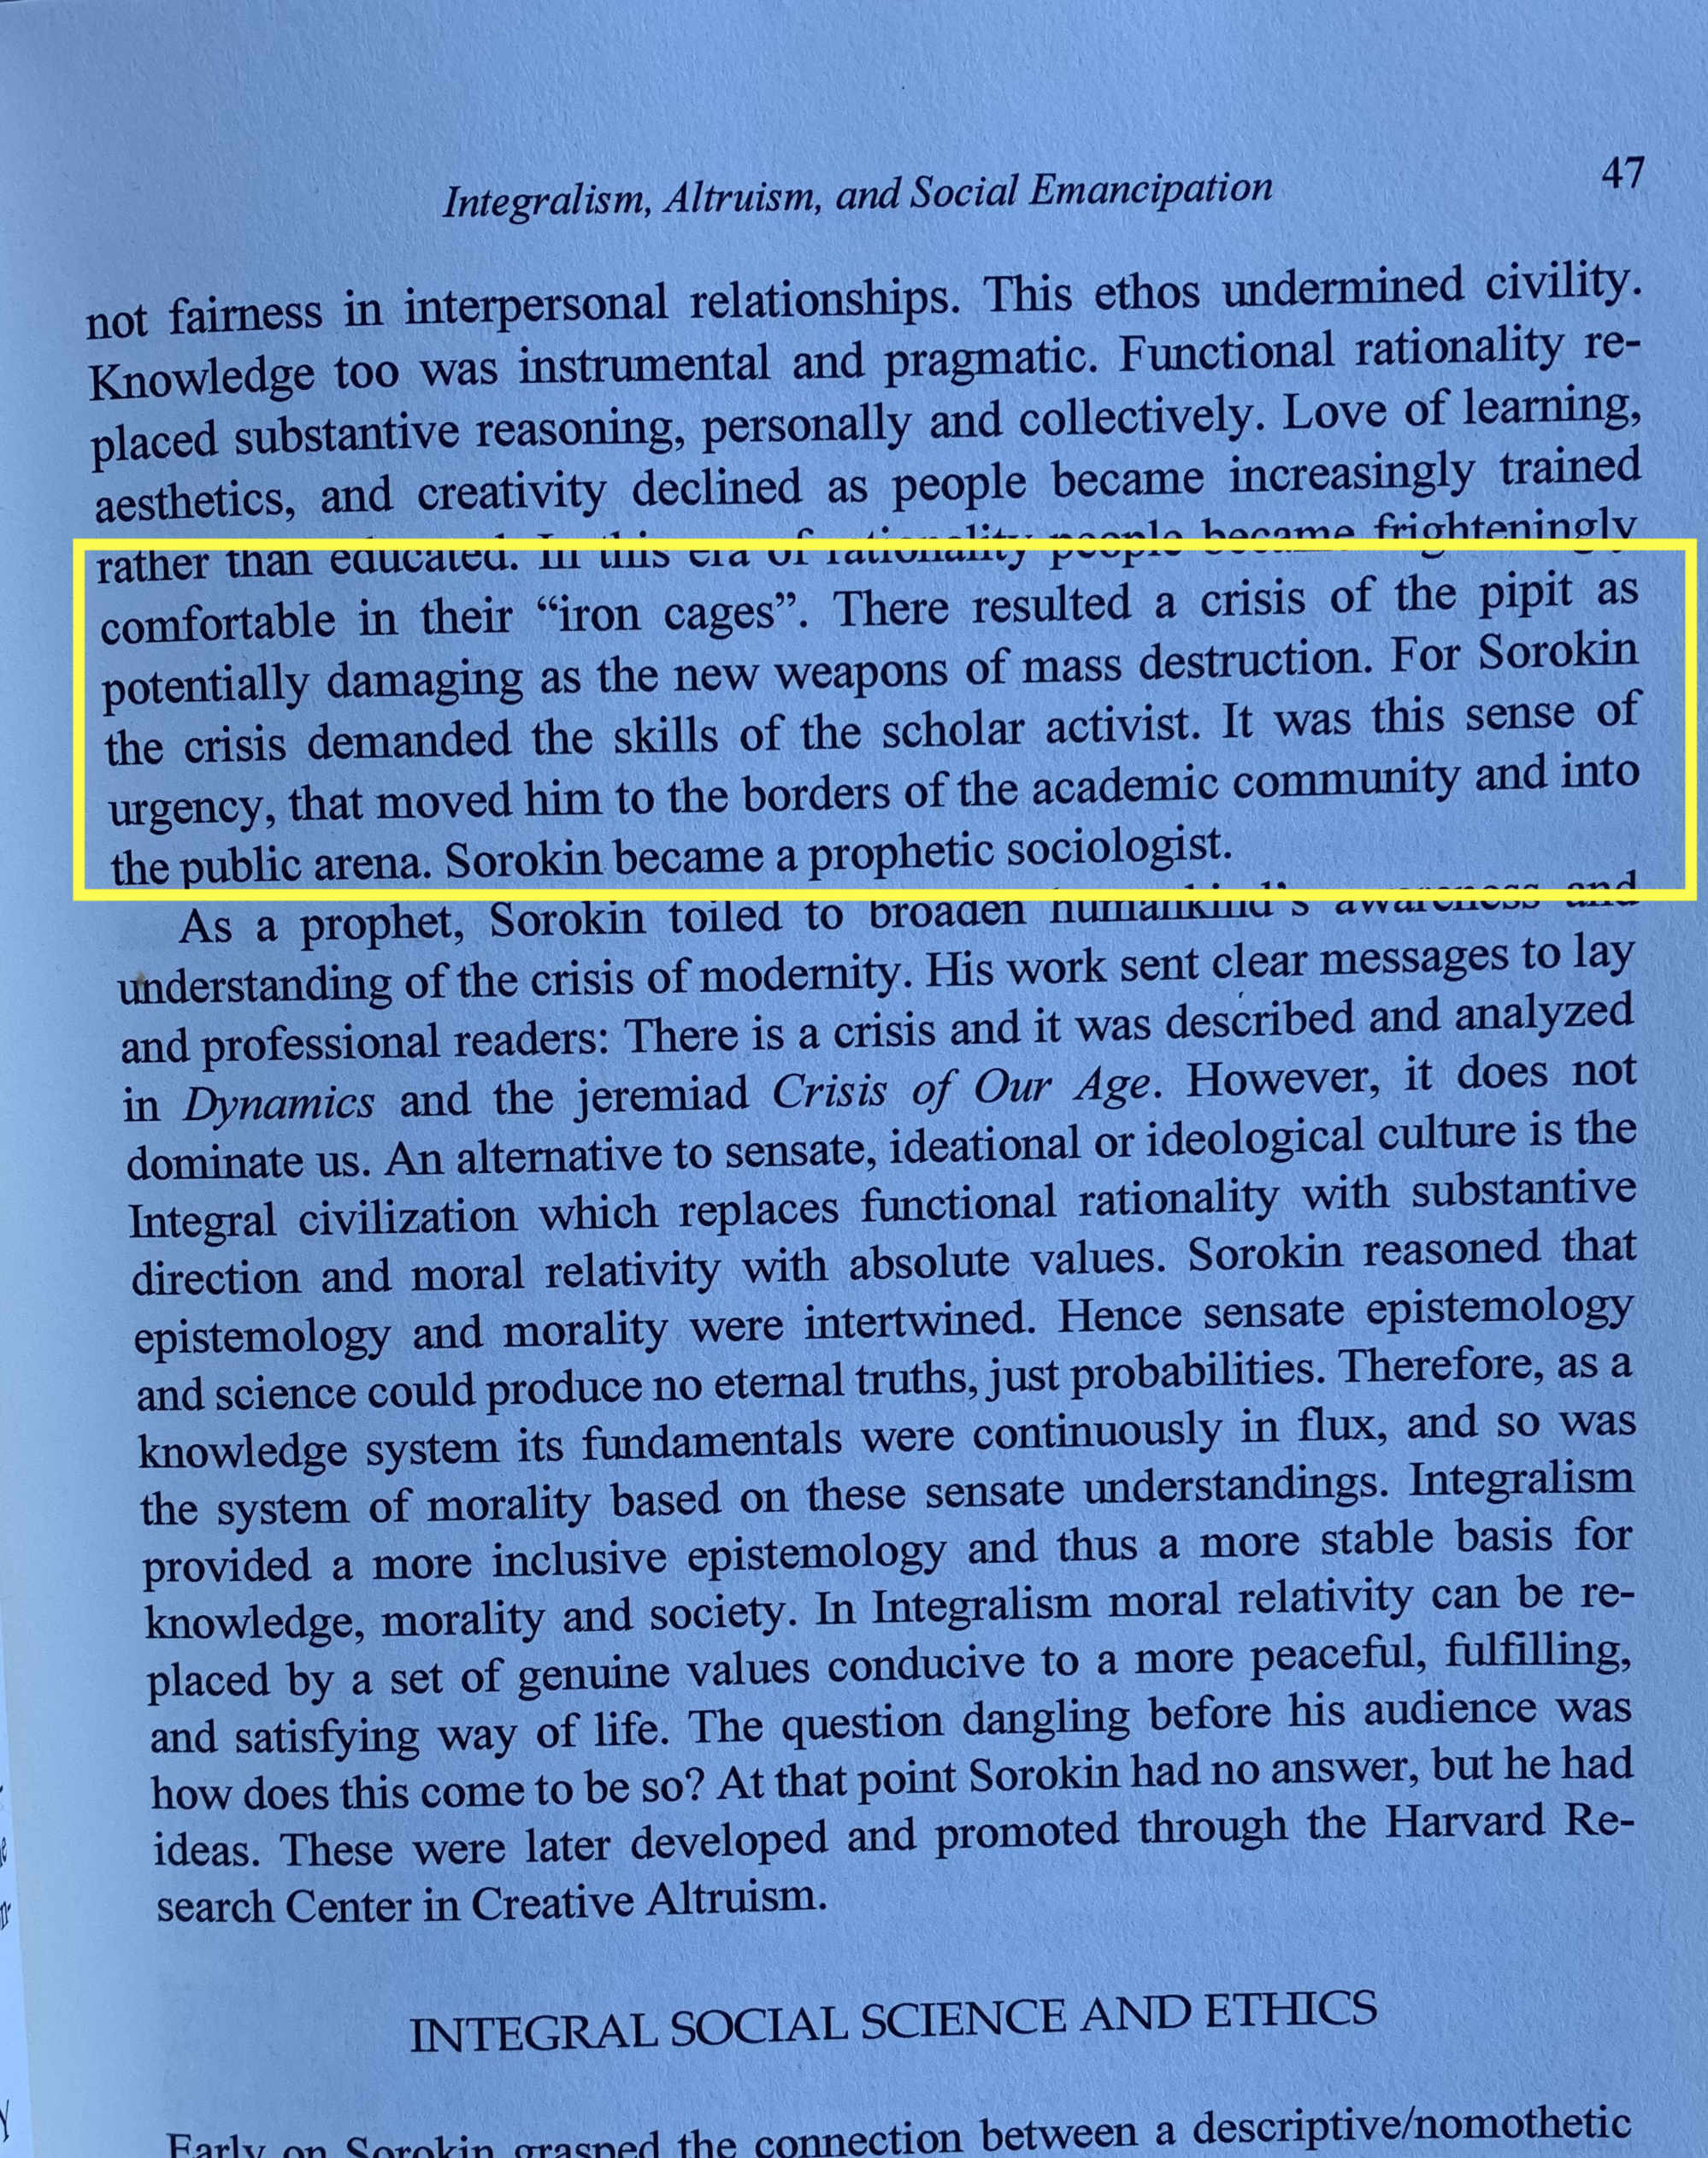 Integralism, Altruism, and Social Emancipation 47
not fairness in interpersonal relationships. This ethos undermined civility.
Knowledge too was instrumental and pragmatic. Functional rationality re-
placed substantive reasoning, personally and collectively. Love of learning,
aesthetics, and creativity declined as people became increasingly trained
rather than educated. In this era of rationality people became frighteningly
comfortable in their “iron cages”. There resulted a crisis of the pipit as
potentially damaging as the new weapons of mass destruction. For Sorokin
the crisis demanded the skills of the scholar activist. It was this sense of
urgency, that moved him to the borders of the academic community and into
the public arena. Sorokin became a prophetic sociologist.
As a prophet, Sorokin toiled to broaden humankind's awareness and
understanding of the crisis of modernity. His work sent clear messages to lay
and professional readers: There is a crisis and it was described and analyzed
in Dynamics and the jeremiad Crisis of Our Age. However, it does not
dominate us. An alternative to sensate, ideational or ideological culture is the
Integral civilization which replaces functional rationality with substantive
direction and moral relativity with absolute values. Sorokin reasoned that
epistemology and morality were intertwined. Hence sensate epistemology
and science could produce no eternal truths, just probabilities. Therefore, as a
knowledge system its fundamentals were continuously in flux, and so was
the system of morality based on these sensate understandings. Integralism
provided a more inclusive epistemology and thus a more stable basis for
knowledge, morality and society. In Integralism moral relativity can be re-
placed by a set of genuine values conducive to a more peaceful, fulfilling,
and satisfying way of life. The question dangling before his audience was
how does this come to be so? At that point Sorokin had no answer, but he had
ideas. These were later developed and promoted through the Harvard Re-
search Center in Creative Altruism.
INTEGRAL SOCIAL SCIENCE AND ETHICS
Early on Sorokin grasped the connection between a descriptive/nomothetic